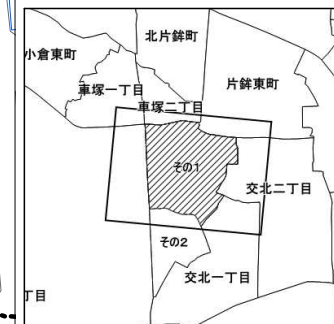 北片鉾町
小倉東町
片鉾東町
車塚一丁目
車塚二丁目
その1
交北二丁目
その2
交北一丁目
丁目